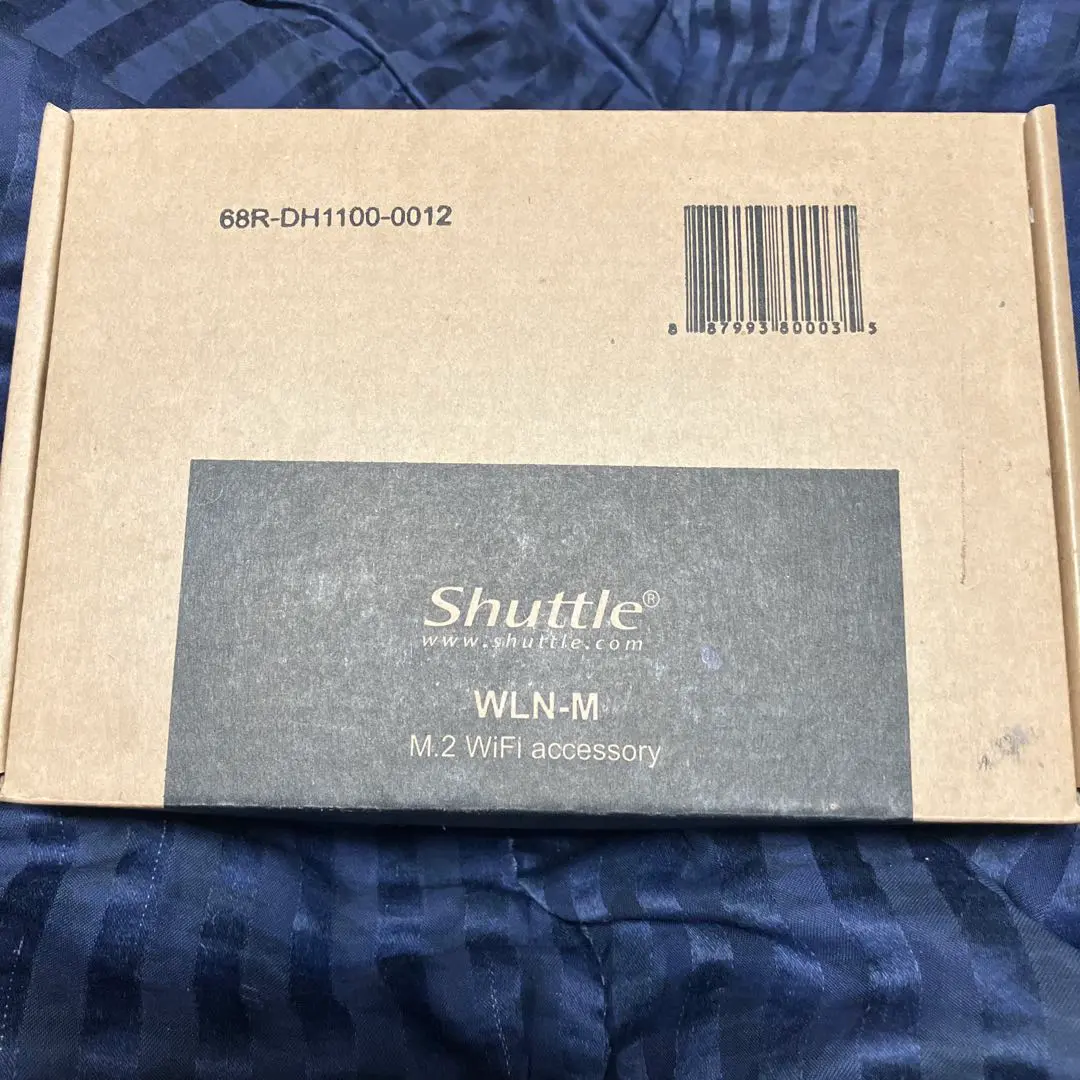 68R-DH1100-0012
8 87993 80003 5
Shuttle®
www.shuttle.com
WLN-M
M.2 WiFi accessory